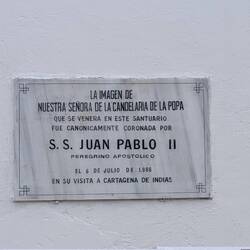 LA IMAGEN DE
NUESTRA SEÑORA DE LA CANDELARIA DE LA POPA
QUE SE VENERA EN ESTE SANTUARIO
FUE CANONICAMENTE CORONADA POR
S. S. JUAN PABLO II
PEREGRINO APOSTOLICO
EL 6 DE JULIO DE 1986
EN SU VISITA A CARTAGENA DE INDIAS